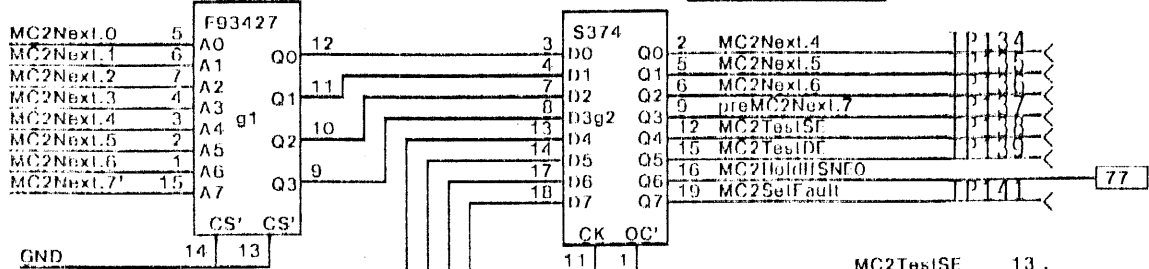 F93427
S374
MC2Next.0 5 A0 Q0 12 3 D0 Q0 2 MC2Next.4
MC2Next.1 6 A1 4 D1 Q1 5 MC2Next.5
MC2Next.2 7 A2 Q1 11 7 D2 Q2 6 MC2Next.6
MC2Next.3 4 A3 8 D3 g2 Q3 9 preMC2Next.7
MC2Next.4 3 A4 g1 Q2 10 13 D4 Q4 12 MC2TestSE
MC2Next.5 2 A5 14 D5 Q5 15 MC2TestDE
MC2Next.6 1 A6 Q3 9 17 D6 Q6 16 MC2HoldHSNEO 77
MC2Next.7' 15 A7 18 D7 Q7 19 MC2SetFault
CS' CS' CK OC'
GND 14 13 11 1
MC2TestSE 13